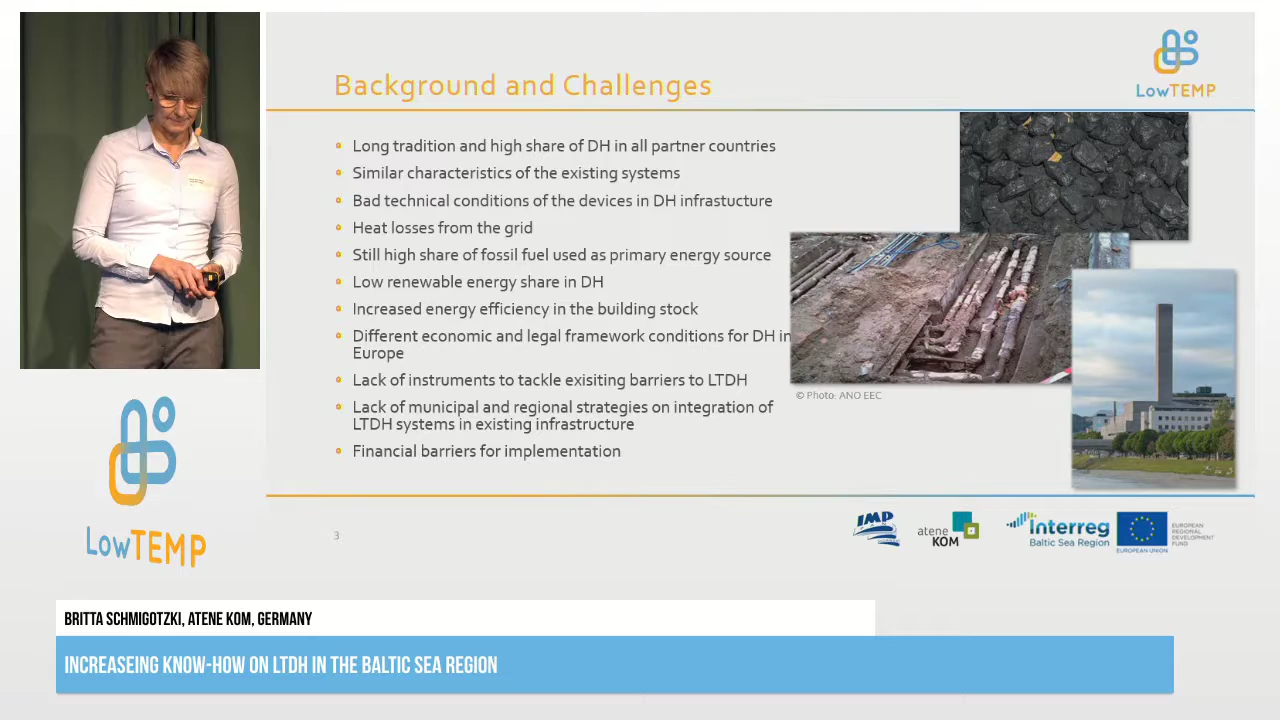 Background and Challenges
LowTEMP
Long tradition and high share of DH in all partner countries
Similar characteristics of the existing systems
Bad technical conditions of the devices in DH infrastucture
Heat losses from the grid
Still high share of fossil fuel used as primary energy source
Low renewable energy share in DH
Increased energy efficiency in the building stock
Different economic and legal framework conditions for DH in
Europe
Lack of instruments to tackle exisiting barriers to LTDH
Lack of municipal and regional strategies on integration of
LTDH systems in existing infrastructure
Financial barriers for implementation
© Photo: ANO EEC
3
IMP
atene
KOM
Interreg
Baltic Sea Region
EUROPEAN UNION
EUROPEAN
REGIONAL
DEVELOPMENT
FUND
LowTEMP
BRITTA SCHMIGOTZKI, ATENE KOM, GERMANY
INCREASEING KNOW-HOW ON LTDH IN THE BALTIC SEA REGION